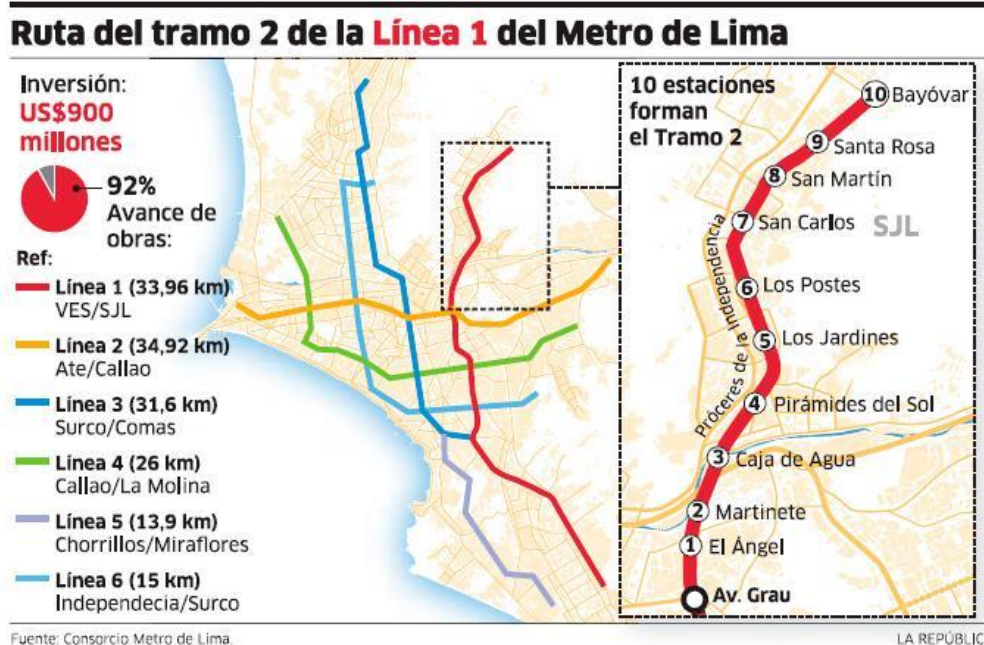 Ruta del tramo 2 de la Línea 1 del Metro de Lima
Inversión:
US$900
millones
92%
Avance de
obras:
Ref:
Línea 1 (33,96 km)
VES/SJL
Línea 2 (34,92 km)
Ate/Callao
Línea 3 (31,6 km)
Surco/Comas
Línea 4 (26 km)
Callao/La Molina
Línea 5 (13,9 km)
Chorrillos/Miraflores
Línea 6 (15 km)
Independecia/Surco
10 estaciones
forman
el Tramo 2
10 Bayóvar
9 Santa Rosa
8 San Martín
7 San Carlos
SJL
6 Los Postes
Próceres de la Independencia
5 Los Jardines
4 Pirámides del Sol
3 Caja de Agua
2 Martinete
1 El Ángel
Av. Grau
Fuente: Consorcio Metro de Lima.
LA REPÚBLIC